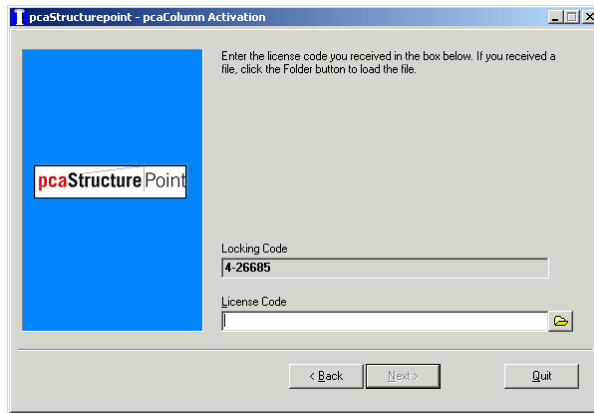 pcaStructurepoint - pcaColumn Activation
Enter the license code you received in the box below. If you received a
file, click the Folder button to load the file.
pcaStructurePoint
Locking Code
4-26685
License Code
< Back Next > Quit